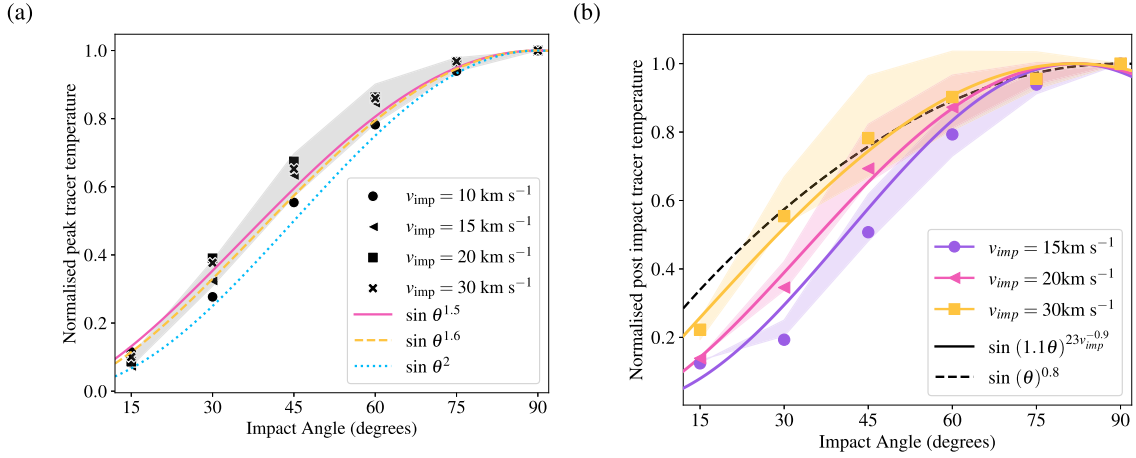 (a)
(b)
Normalised peak tracer temperature
1.0
0.8
0.6
0.4
0.2
0.0
15 30 45 60 75 90
Impact Angle (degrees)
v_imp = 10 km s⁻¹
v_imp = 15 km s⁻¹
v_imp = 20 km s⁻¹
v_imp = 30 km s⁻¹
sin θ^1.5
sin θ^1.6
sin θ^2
Normalised post impact tracer temperature
1.0
0.8
0.6
0.4
0.2
15 30 45 60 75 90
Impact Angle (degrees)
v_imp = 15km s⁻¹
v_imp = 20km s⁻¹
v_imp = 30km s⁻¹
sin (1.1θ)^{23v_imp^−0.9}
sin (θ)^0.8